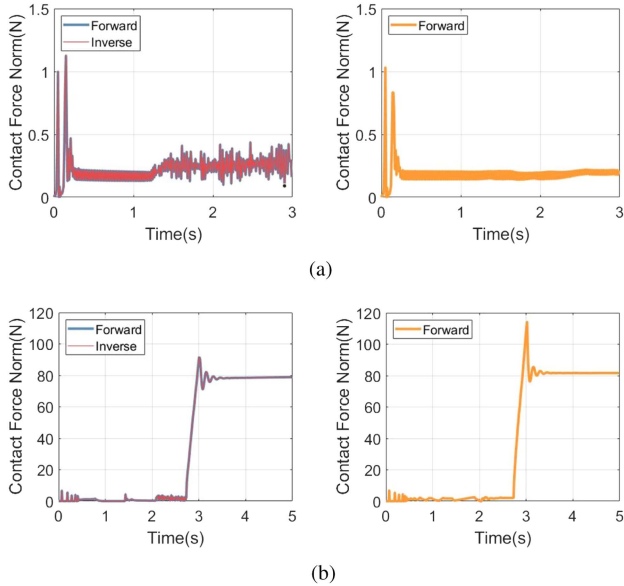 Contact Force Norm(N)
1.5
1
0.5
0
Forward
Inverse
0 1 2 3
Time(s)
Contact Force Norm(N)
1.5
1
0.5
0
Forward
0 1 2 3
Time(s)
(a)
Contact Force Norm(N)
120
100
80
60
40
20
0
Forward
Inverse
0 1 2 3 4 5
Time(s)
Contact Force Norm(N)
120
100
80
60
40
20
0
Forward
0 1 2 3 4 5
Time(s)
(b)